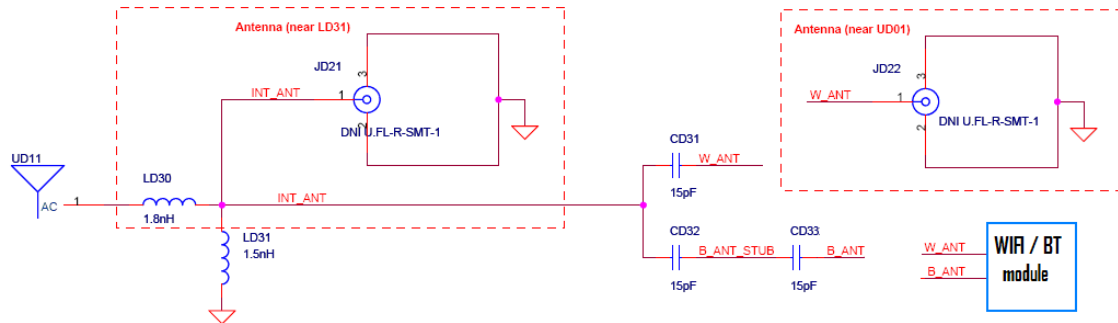 Antenna (near LD31)
JD21
3
INT_ANT
1
2
DNI U.FL-R-SMT-1
UD11
AC
1
LD30
1.8nH
INT_ANT
LD31
1.5nH
CD31
W_ANT
15pF
CD32
B_ANT_STUB
CD33
B_ANT
15pF
15pF
Antenna (near UD01)
JD22
3
W_ANT
1
2
DNI U.FL-R-SMT-1
W_ANT
B_ANT
WIFI / BT
module